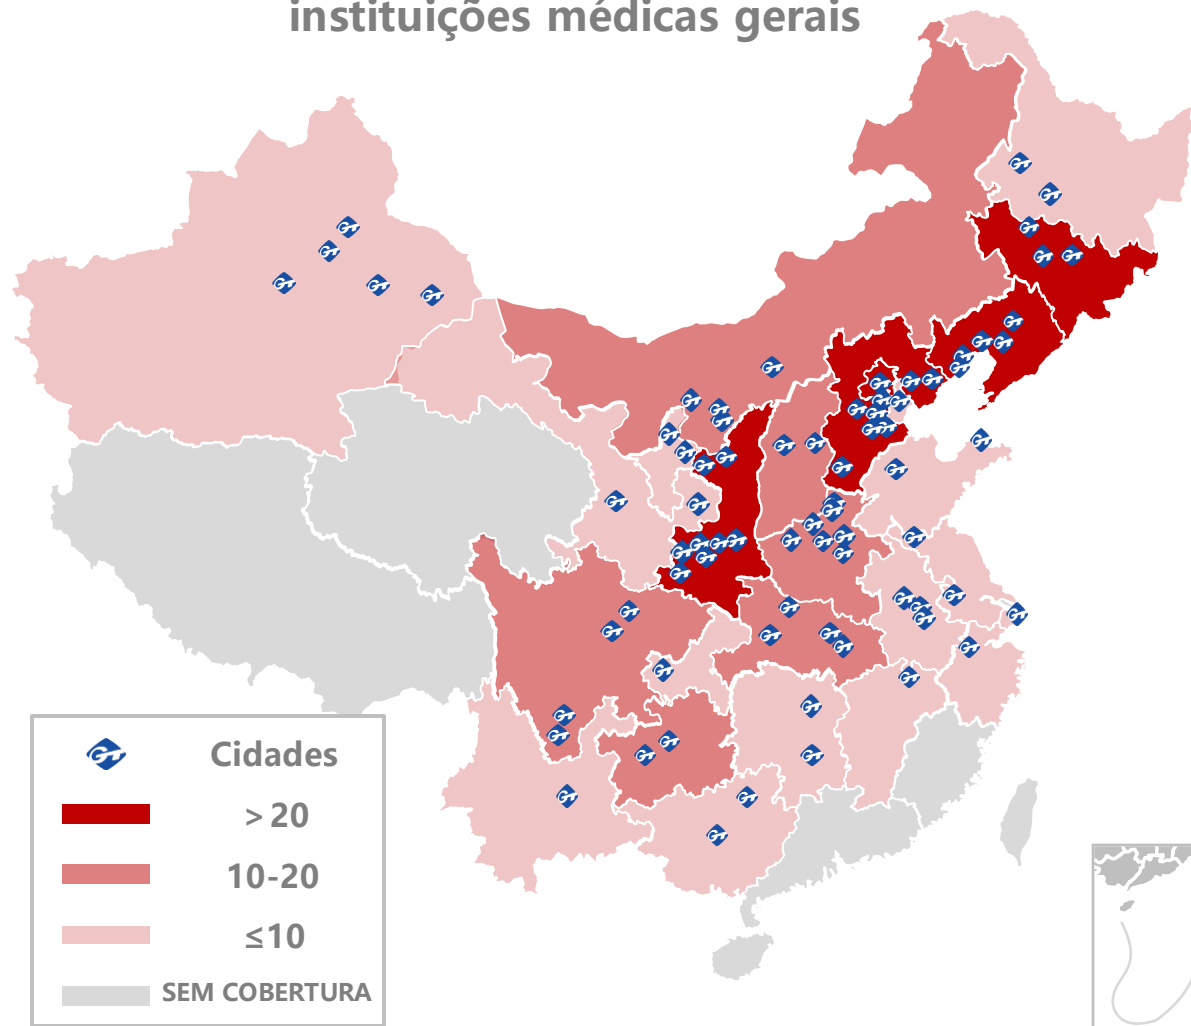 instituições médicas gerais
Cidades
>20
10-20
≤10
SEM COBERTURA